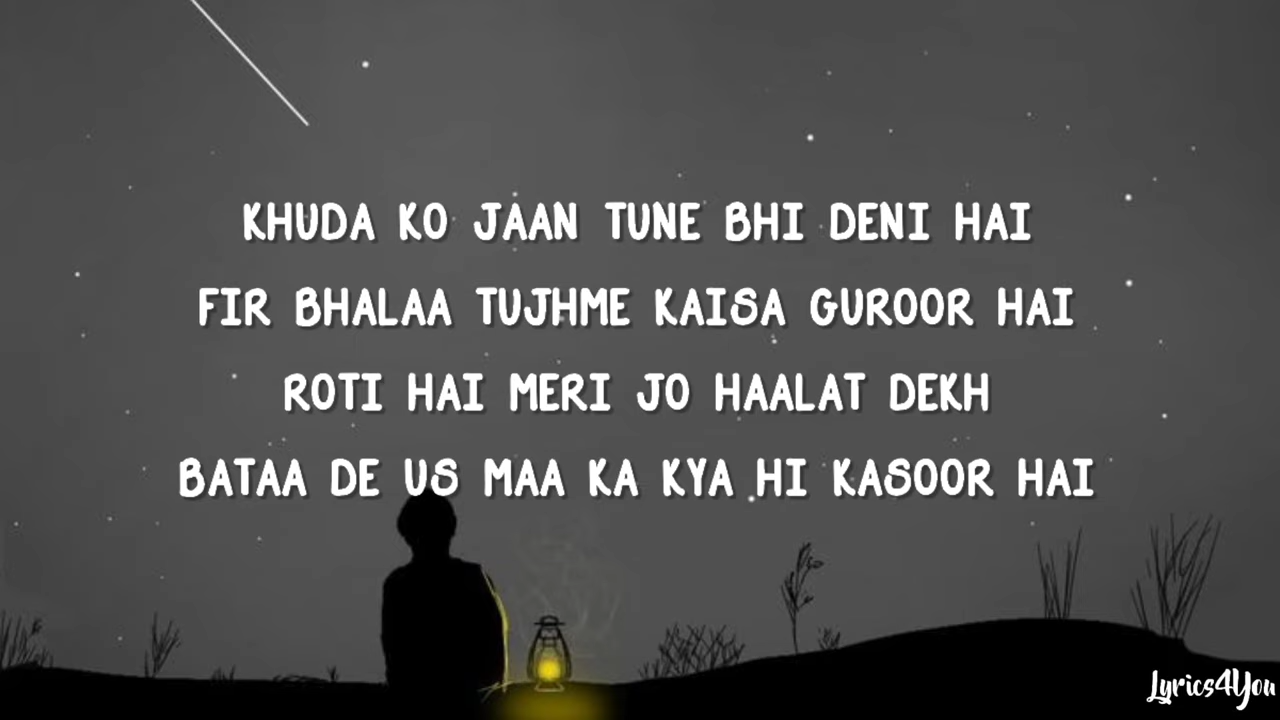 KHUDA KO JAAN TUNE BHI DENI HAI
FIR BHALAA TUJHME KAISA GUROOR HAI
ROTI HAI MERI JO HAALAT DEKH
BATAA DE US MAA KA KYA HI KASOOR HAI
Lyrics4You